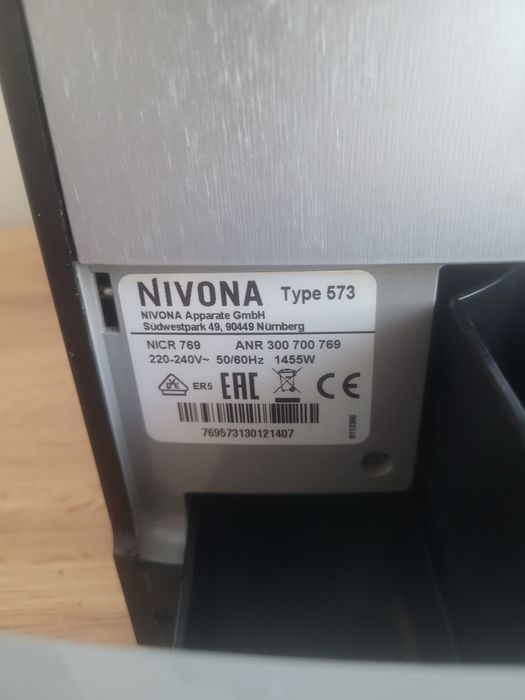 NIVONA Type 573
NIVONA Apparate GmbH
Südwestpark 49, 90449 Nürnberg
NICR 769 ANR 300 700 769
220-240V~ 50/60Hz 1455W
ER5 EAC CE
769573130121407